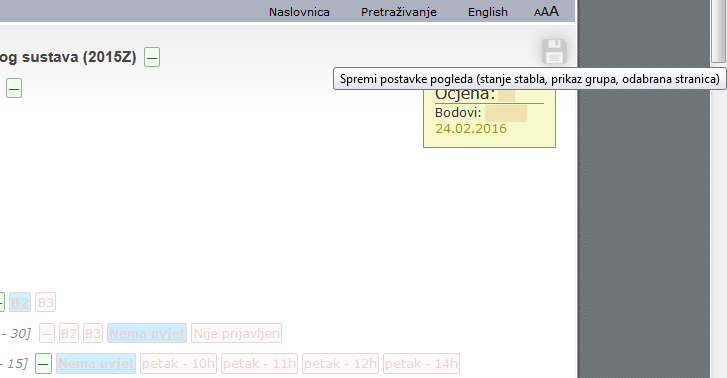 Naslovnica Pretraživanje English AAA
og sustava (2015Z) —
Spremi postavke pogleda (stanje stabla, prikaz grupa, odabrana stranica)
—
Ocjena:
Bodovi:
24.02.2016
B2 B3
- 30] — B2 B3 Nema uvjet Nije prijavljen
- 15] — Nema uvjet petak - 10h petak - 11h petak - 12h petak - 14h